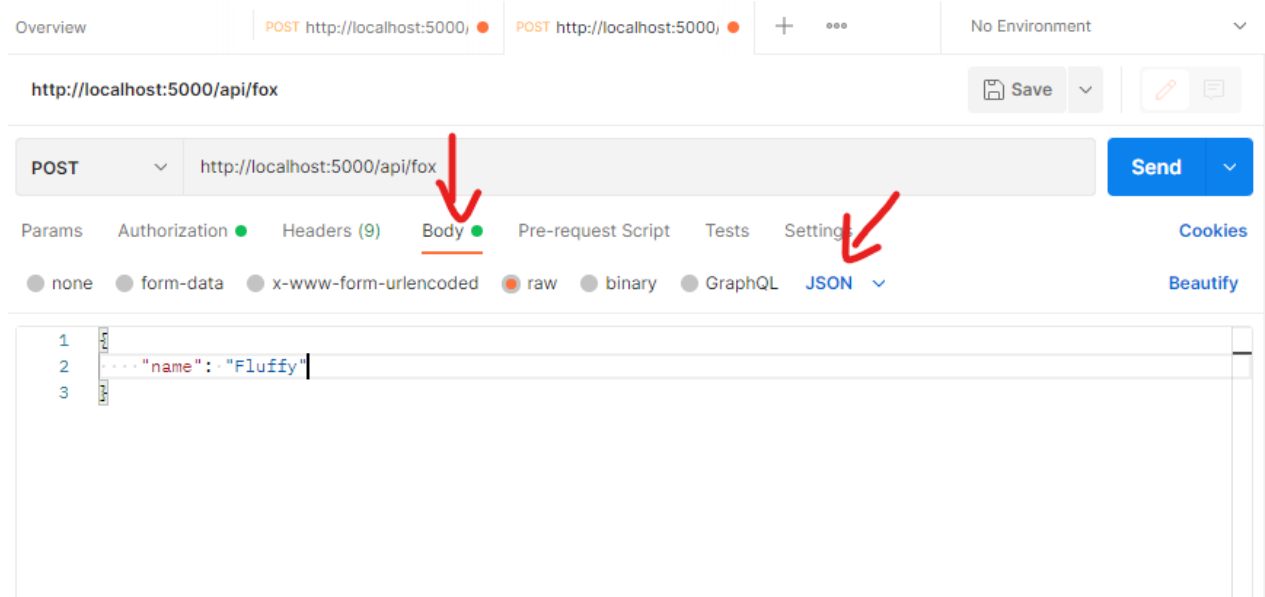 Overview POST http://localhost:5000/ POST http://localhost:5000/ No Environment
http://localhost:5000/api/fox Save
POST http://localhost:5000/api/fox Send
Params Authorization Headers (9) Body Pre-request Script Tests Settings Cookies
none form-data x-www-form-urlencoded raw binary GraphQL JSON Beautify
1 {
2 "name": "Fluffy"
3 }